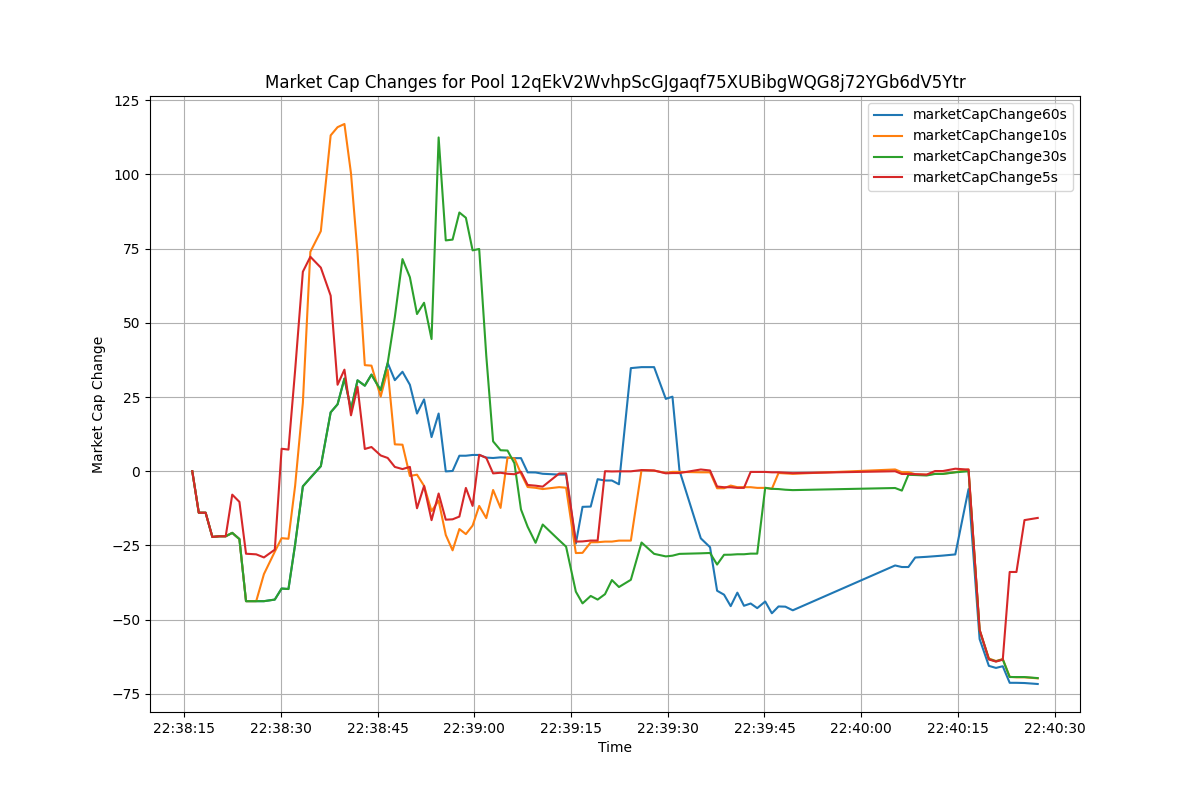 Market Cap Changes for Pool 12qEkV2WvhpScGJgaqf75XUBibgWQG8j72YGb6dV5Ytr
marketCapChange60s
marketCapChange10s
marketCapChange30s
marketCapChange5s
Market Cap Change
125
100
75
50
25
0
−25
−50
−75
22:38:15 22:38:30 22:38:45 22:39:00 22:39:15 22:39:30 22:39:45 22:40:00 22:40:15 22:40:30
Time